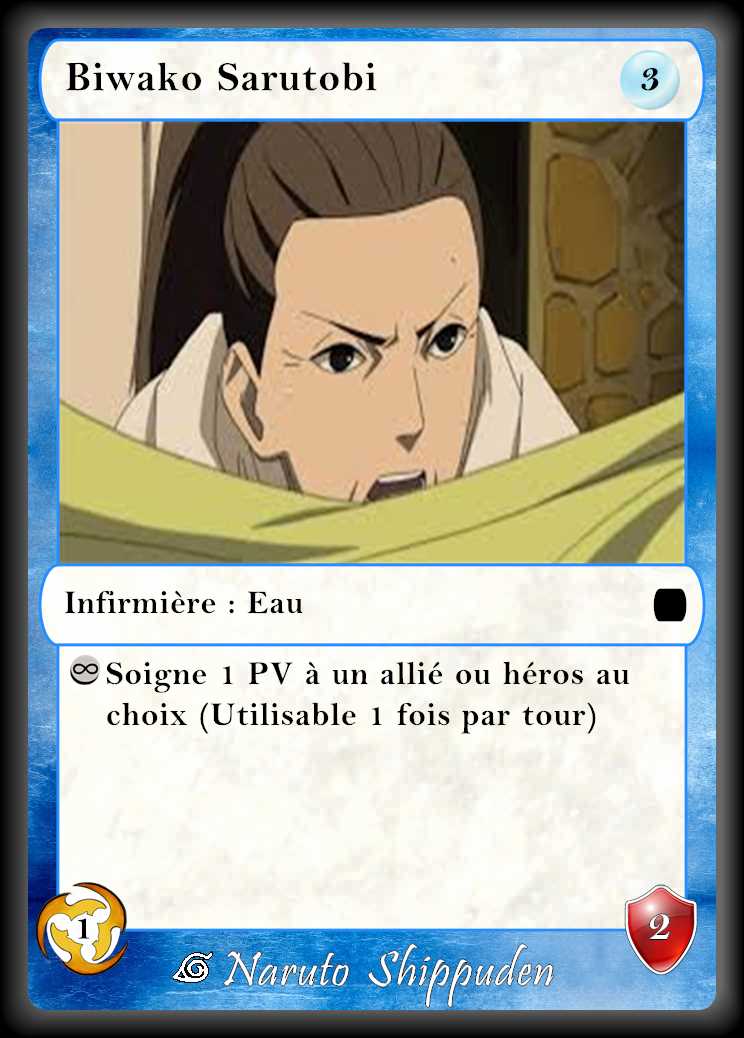 Biwako Sarutobi
3
Infirmière : Eau
Soigne 1 PV à un allié ou héros au
choix (Utilisable 1 fois par tour)
1
2
Naruto Shippuden